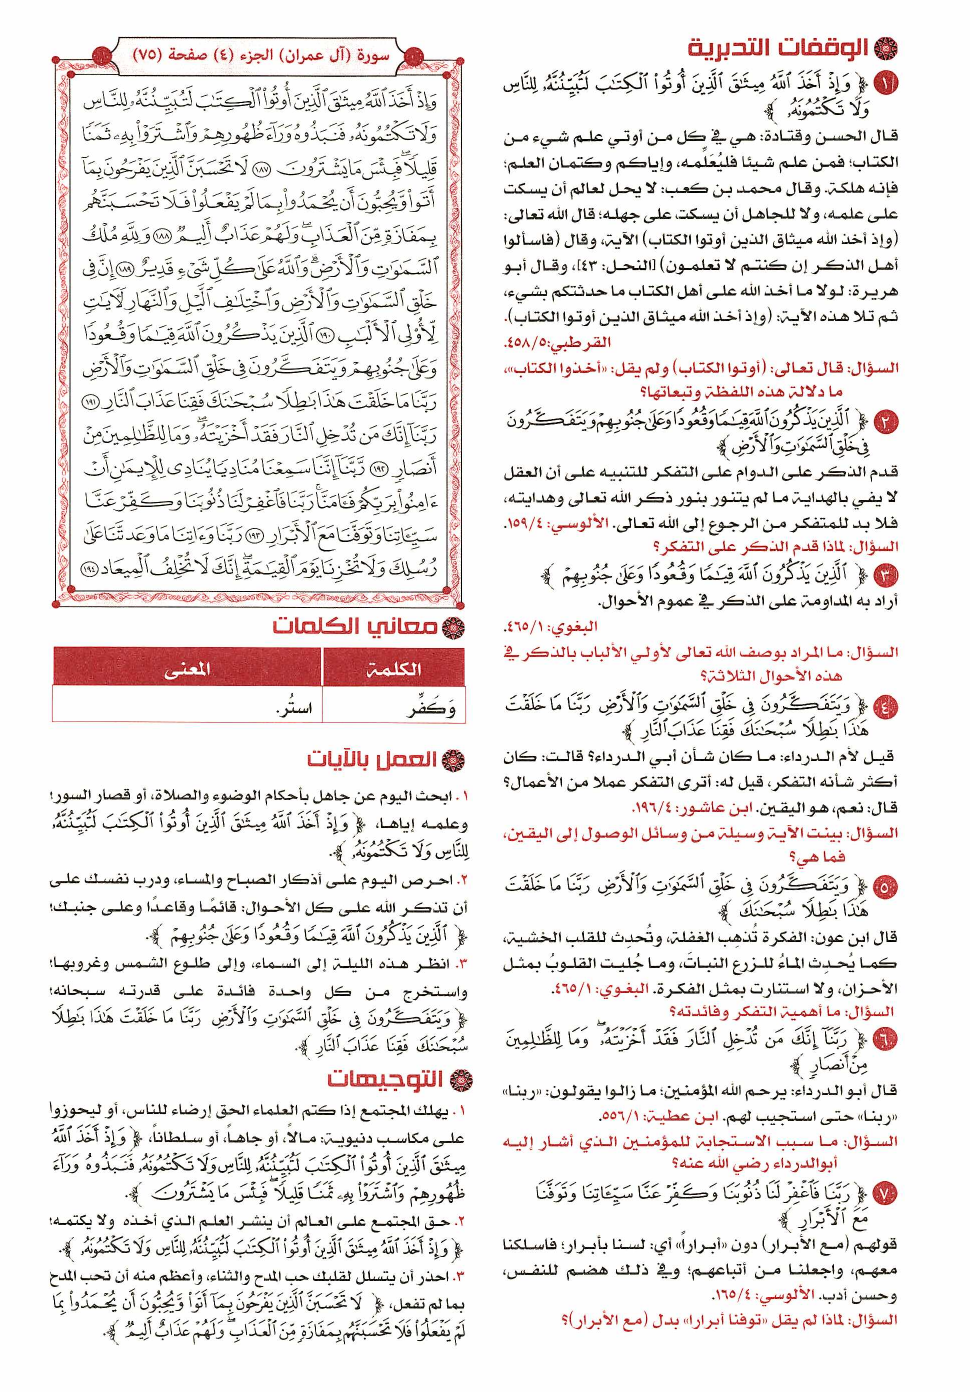 الوقفات التدبرية
١ ﴿ وَإِذْ أَخَذَ ٱللَّهُ مِيثَٰقَ ٱلَّذِينَ أُوتُوا۟ ٱلْكِتَٰبَ لَتُبَيِّنُنَّهُۥ لِلنَّاسِ
وَلَا تَكْتُمُونَهُۥ ﴾
قال الحسن وقتادة: هي في كل من أوتي علم شيء من
الكتاب؛ فمن علم شيئا فليُعَلِّمه، وإياكم وكتمان العلم؛
فإنه هلكة. وقال محمد بن كعب: لا يحل لعالم أن يسكت
على علمه، ولا للجاهل أن يسكت على جهله؛ قال الله تعالى:
(وإذ أخذ الله ميثاق الذين أوتوا الكتاب) الآية، وقال (فاسألوا
أهل الذكر إن كنتم لا تعلمون) [النحل: ٤٣]، وقال أبو
هريرة: لولا ما أخذ الله على أهل الكتاب ما حدثتكم بشيء،
ثم تلا هذه الآية: (وإذ أخذ الله ميثاق الذين أوتوا الكتاب).
القرطبي: ٤٥٨/٥.
السؤال: قال تعالى: (أوتوا الكتاب) ولم يقل: «أخذوا الكتاب»،
ما دلالة هذه اللفظة وتبعاتها؟
٢ ﴿ ٱلَّذِينَ يَذْكُرُونَ ٱللَّهَ قِيَٰمًا وَقُعُودًا وَعَلَىٰ جُنُوبِهِمْ وَيَتَفَكَّرُونَ
فِى خَلْقِ ٱلسَّمَٰوَٰتِ وَٱلْأَرْضِ ﴾
قدم الذكر على الدوام على التفكر للتنبيه على أن العقل
لا يفي بالهداية ما لم يتنور بنور ذكر الله تعالى وهدايته،
فلا بد للمتفكر من الرجوع إلى الله تعالى. الألوسي: ١٥٩/٤.
السؤال: لماذا قدم الذكر على التفكر؟
٣ ﴿ ٱلَّذِينَ يَذْكُرُونَ ٱللَّهَ قِيَٰمًا وَقُعُودًا وَعَلَىٰ جُنُوبِهِمْ ﴾
أراد به المداومة على الذكر في عموم الأحوال.
البغوي: ٤٦٥/١.
السؤال: ما المراد بوصف الله تعالى لأولي الألباب بالذكر في
هذه الأحوال الثلاثة؟
٤ ﴿ وَيَتَفَكَّرُونَ فِى خَلْقِ ٱلسَّمَٰوَٰتِ وَٱلْأَرْضِ رَبَّنَا مَا خَلَقْتَ
هَٰذَا بَٰطِلًا سُبْحَٰنَكَ فَقِنَا عَذَابَ ٱلنَّارِ ﴾
قيل لأم الدرداء: ما كان شأن أبي الدرداء؟ قالت: كان
أكثر شأنه التفكر، قيل له: أترى التفكر عملا من الأعمال؟
قال: نعم، هو اليقين. ابن عاشور: ١٩٦/٤.
السؤال: بينت الآية وسيلة من وسائل الوصول إلى اليقين،
فما هي؟
٥ ﴿ وَيَتَفَكَّرُونَ فِى خَلْقِ ٱلسَّمَٰوَٰتِ وَٱلْأَرْضِ رَبَّنَا مَا خَلَقْتَ
هَٰذَا بَٰطِلًا سُبْحَٰنَكَ ﴾
قال ابن عون: الفكرة تُذهِب الغفلة، وتُحدِث للقلب الخشية،
كما يُحدِث الماءُ للزرع النباتَ، وما جُليت القلوبُ بمثل
الأحزان، ولا استنارت بمثل الفكرة. البغوي: ٤٦٥/١.
السؤال: ما أهمية التفكر وفائدته؟
٦ ﴿ رَبَّنَآ إِنَّكَ مَن تُدْخِلِ ٱلنَّارَ فَقَدْ أَخْزَيْتَهُۥ ۖ وَمَا لِلظَّٰلِمِينَ
مِنْ أَنصَارٍ ﴾
قال أبو الدرداء: يرحم الله المؤمنين؛ ما زالوا يقولون: «ربنا»
«ربنا» حتى استجيب لهم. ابن عطية: ٥٥٦/١.
السؤال: ما سبب الاستجابة للمؤمنين الذي أشار إليه
أبوالدرداء رضي الله عنه؟
٧ ﴿ رَبَّنَا فَٱغْفِرْ لَنَا ذُنُوبَنَا وَكَفِّرْ عَنَّا سَيِّـَٔاتِنَا وَتَوَفَّنَا
مَعَ ٱلْأَبْرَارِ ﴾
قولهم (مع الأبرار) دون «أبراراً» أي: لسنا بأبرار؛ فاسلكنا
معهم، واجعلنا من أتباعهم؛ وفي ذلك هضم للنفس،
وحسن أدب. الألوسي: ١٦٥/٤.
السؤال: لماذا لم يقل «توفنا أبرارا» بدل (مع الأبرار)؟
سورة (آل عمران) الجزء (٤) صفحة (٧٥)
وَإِذْ أَخَذَ ٱللَّهُ مِيثَٰقَ ٱلَّذِينَ أُوتُوا۟ ٱلْكِتَٰبَ لَتُبَيِّنُنَّهُۥ لِلنَّاسِ
وَلَا تَكْتُمُونَهُۥ فَنَبَذُوهُ وَرَآءَ ظُهُورِهِمْ وَٱشْتَرَوْا۟ بِهِۦ ثَمَنًا
قَلِيلًا ۖ فَبِئْسَ مَا يَشْتَرُونَ ١٨٧ لَا تَحْسَبَنَّ ٱلَّذِينَ يَفْرَحُونَ بِمَآ
أَتَوا۟ وَّيُحِبُّونَ أَن يُحْمَدُوا۟ بِمَا لَمْ يَفْعَلُوا۟ فَلَا تَحْسَبَنَّهُم
بِمَفَازَةٍ مِّنَ ٱلْعَذَابِ ۖ وَلَهُمْ عَذَابٌ أَلِيمٌ ١٨٨ وَلِلَّهِ مُلْكُ
ٱلسَّمَٰوَٰتِ وَٱلْأَرْضِ ۗ وَٱللَّهُ عَلَىٰ كُلِّ شَىْءٍ قَدِيرٌ ١٨٩ إِنَّ فِى
خَلْقِ ٱلسَّمَٰوَٰتِ وَٱلْأَرْضِ وَٱخْتِلَٰفِ ٱلَّيْلِ وَٱلنَّهَارِ لَءَايَٰتٍ
لِّأُو۟لِى ٱلْأَلْبَٰبِ ١٩٠ ٱلَّذِينَ يَذْكُرُونَ ٱللَّهَ قِيَٰمًا وَقُعُودًا
وَعَلَىٰ جُنُوبِهِمْ وَيَتَفَكَّرُونَ فِى خَلْقِ ٱلسَّمَٰوَٰتِ وَٱلْأَرْضِ
رَبَّنَا مَا خَلَقْتَ هَٰذَا بَٰطِلًا سُبْحَٰنَكَ فَقِنَا عَذَابَ ٱلنَّارِ ١٩١
رَبَّنَآ إِنَّكَ مَن تُدْخِلِ ٱلنَّارَ فَقَدْ أَخْزَيْتَهُۥ ۖ وَمَا لِلظَّٰلِمِينَ مِنْ
أَنصَارٍ ١٩٢ رَّبَّنَآ إِنَّنَا سَمِعْنَا مُنَادِيًا يُنَادِى لِلْإِيمَٰنِ أَنْ
ءَامِنُوا۟ بِرَبِّكُمْ فَـَٔامَنَّا ۚ رَبَّنَا فَٱغْفِرْ لَنَا ذُنُوبَنَا وَكَفِّرْ عَنَّا
سَيِّـَٔاتِنَا وَتَوَفَّنَا مَعَ ٱلْأَبْرَارِ ١٩٣ رَبَّنَا وَءَاتِنَا مَا وَعَدتَّنَا عَلَىٰ
رُسُلِكَ وَلَا تُخْزِنَا يَوْمَ ٱلْقِيَٰمَةِ ۗ إِنَّكَ لَا تُخْلِفُ ٱلْمِيعَادَ ١٩٤
معاني الكلمات
الكلمة المعنى
وَكَفِّر استُر.
العمل بالآيات
١. ابحث اليوم عن جاهل بأحكام الوضوء والصلاة، أو قصار السور؛
وعلمه إياها، ﴿ وَإِذْ أَخَذَ ٱللَّهُ مِيثَٰقَ ٱلَّذِينَ أُوتُوا۟ ٱلْكِتَٰبَ لَتُبَيِّنُنَّهُۥ
لِلنَّاسِ وَلَا تَكْتُمُونَهُۥ ﴾.
٢. احرص اليوم على أذكار الصباح والمساء، ودرب نفسك على
أن تذكر الله على كل الأحوال: قائمًا وقاعدًا وعلى جنبك؛
﴿ ٱلَّذِينَ يَذْكُرُونَ ٱللَّهَ قِيَٰمًا وَقُعُودًا وَعَلَىٰ جُنُوبِهِمْ ﴾.
٣. انظر هذه الليلة إلى السماء، وإلى طلوع الشمس وغروبها؛
واستخرج من كل واحدة فائدة على قدرته سبحانه؛
﴿ وَيَتَفَكَّرُونَ فِى خَلْقِ ٱلسَّمَٰوَٰتِ وَٱلْأَرْضِ رَبَّنَا مَا خَلَقْتَ هَٰذَا بَٰطِلًا
سُبْحَٰنَكَ فَقِنَا عَذَابَ ٱلنَّارِ ﴾.
التوجيهات
١. يهلك المجتمع إذا كتم العلماء الحق إرضاء للناس، أو ليحوزوا
على مكاسب دنيوية: مالاً، أو جاهاً، أو سلطاناً، ﴿ وَإِذْ أَخَذَ ٱللَّهُ
مِيثَٰقَ ٱلَّذِينَ أُوتُوا۟ ٱلْكِتَٰبَ لَتُبَيِّنُنَّهُۥ لِلنَّاسِ وَلَا تَكْتُمُونَهُۥ فَنَبَذُوهُ وَرَآءَ
ظُهُورِهِمْ وَٱشْتَرَوْا۟ بِهِۦ ثَمَنًا قَلِيلًا ۖ فَبِئْسَ مَا يَشْتَرُونَ ﴾.
٢. حق المجتمع على العالم أن ينشر العلم الذي أخذه ولا يكتمه؛
﴿ وَإِذْ أَخَذَ ٱللَّهُ مِيثَٰقَ ٱلَّذِينَ أُوتُوا۟ ٱلْكِتَٰبَ لَتُبَيِّنُنَّهُۥ لِلنَّاسِ وَلَا تَكْتُمُونَهُۥ ﴾.
٣. احذر أن يتسلل لقلبك حب المدح والثناء، وأعظم منه أن تحب المدح
بما لم تفعل، ﴿ لَا تَحْسَبَنَّ ٱلَّذِينَ يَفْرَحُونَ بِمَآ أَتَوا۟ وَّيُحِبُّونَ أَن يُحْمَدُوا۟ بِمَا
لَمْ يَفْعَلُوا۟ فَلَا تَحْسَبَنَّهُم بِمَفَازَةٍ مِّنَ ٱلْعَذَابِ ۖ وَلَهُمْ عَذَابٌ أَلِيمٌ ﴾.